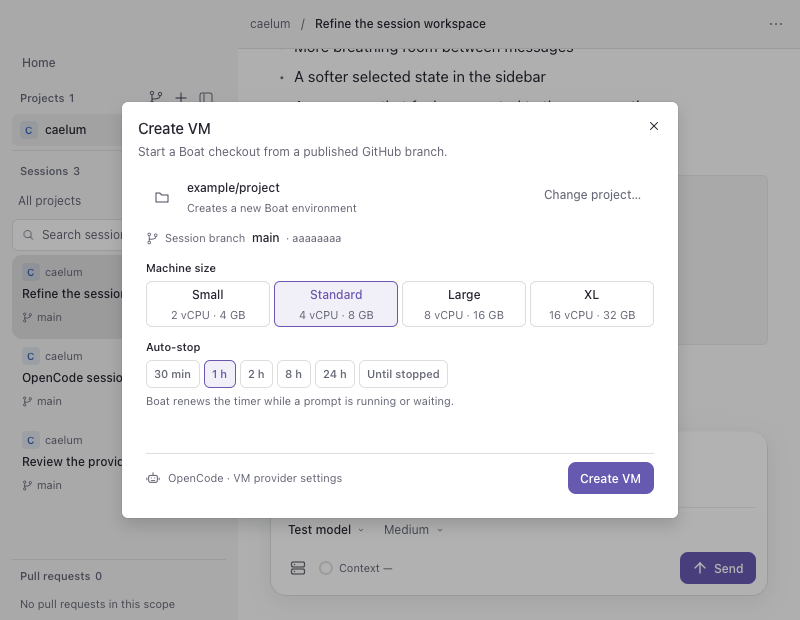 caelum / Refine the session workspace
More breathing room between messages
• A softer selected state in the sidebar
Home
Projects 1
C caelum
Sessions 3
All projects
Search session
C caelum
Refine the session
main
C caelum
OpenCode session
main
C caelum
Review the provid
main
Pull requests 0
No pull requests in this scope
Create VM
Start a Boat checkout from a published GitHub branch.
example/project
Creates a new Boat environment
Change project...
Session branch main · aaaaaaaa
Machine size
Small
2 vCPU · 4 GB
Standard
4 vCPU · 8 GB
Large
8 vCPU · 16 GB
XL
16 vCPU · 32 GB
Auto-stop
30 min
1 h
2 h
8 h
24 h
Until stopped
Boat renews the timer while a prompt is running or waiting.
OpenCode · VM provider settings
Create VM
Test model
Medium
Context —
Send